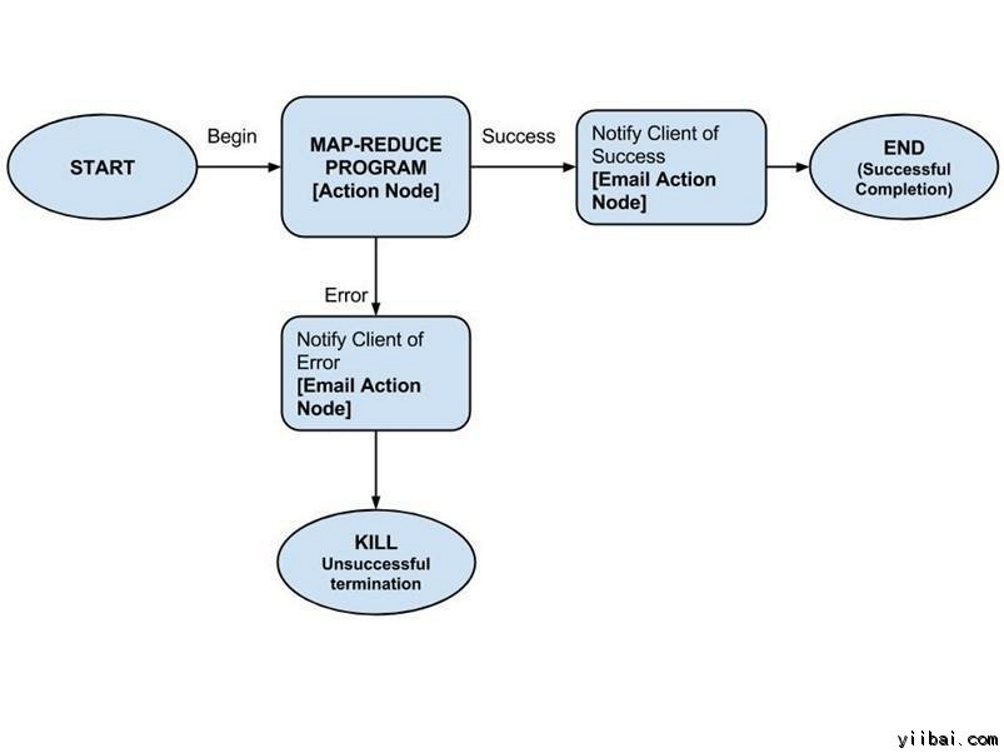 START
Begin
MAP-REDUCE
PROGRAM
[Action Node]
Success
Notify Client of
Success
[Email Action
Node]
END
(Successful
Completion)
Error
Notify Client of
Error
[Email Action
Node]
KILL
Unsuccessful
termination
yiibai.com